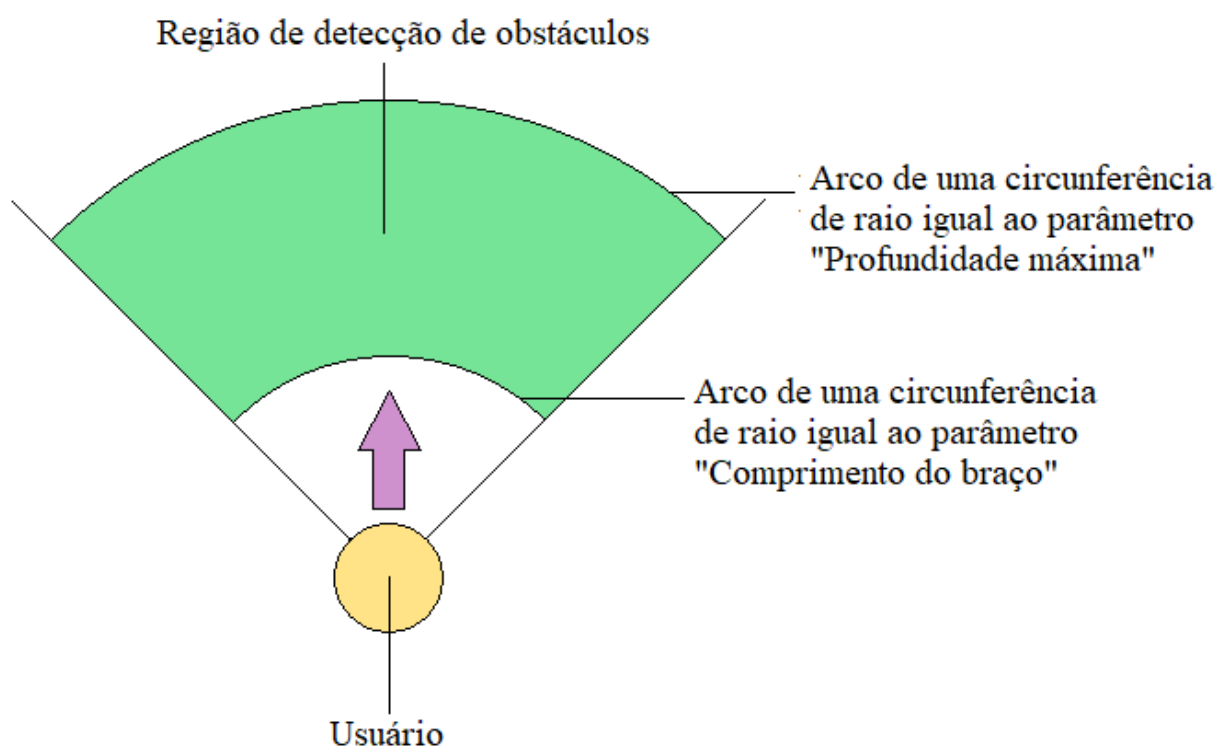 Região de detecção de obstáculos
Arco de uma circunferência
de raio igual ao parâmetro
"Profundidade máxima"
Arco de uma circunferência
de raio igual ao parâmetro
"Comprimento do braço"
Usuário